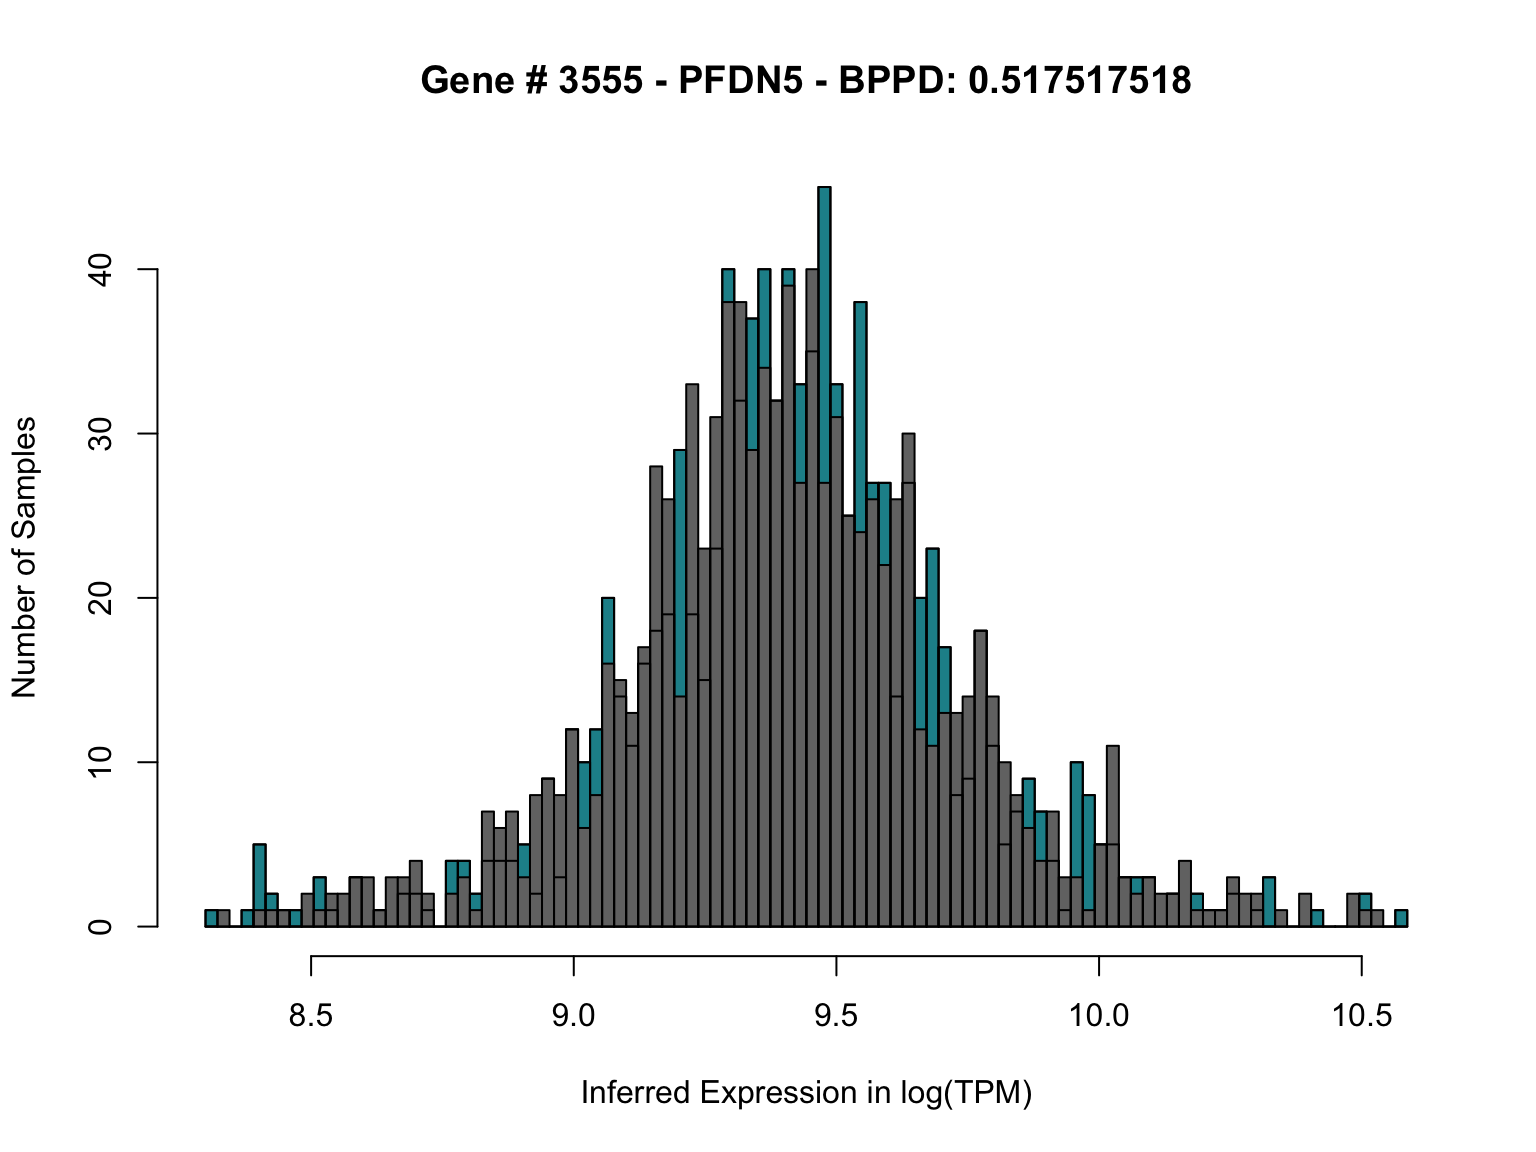 Gene # 3555 - PFDN5 - BPPD: 0.517517518
Number of Samples
40
30
20
10
0
8.5 9.0 9.5 10.0 10.5
Inferred Expression in log(TPM)